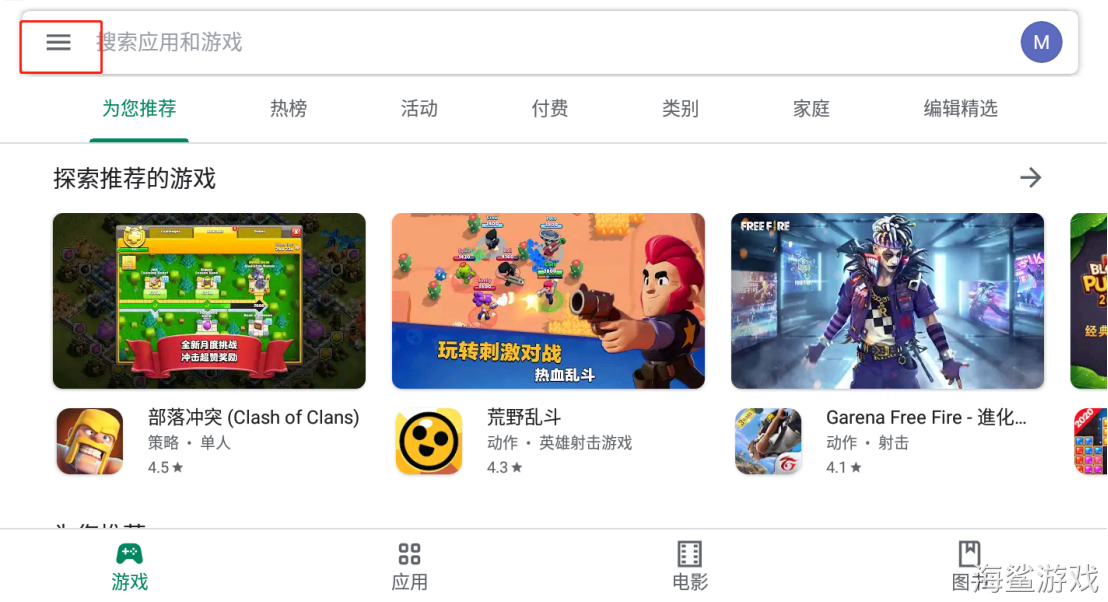 搜索应用和游戏
M
为您推荐 热榜 活动 付费 类别 家庭 编辑精选
探索推荐的游戏
全新月度挑战
冲击超赞奖励
玩转刺激对战
热血乱斗
FREE FIRE
经典
2020
部落冲突 (Clash of Clans)
策略 · 单人
4.5★
荒野乱斗
动作 · 英雄射击游戏
4.3★
Garena Free Fire - 進化…
动作 · 射击
4.1★
为您推荐
游戏 应用 电影 图书
海鲨游戏